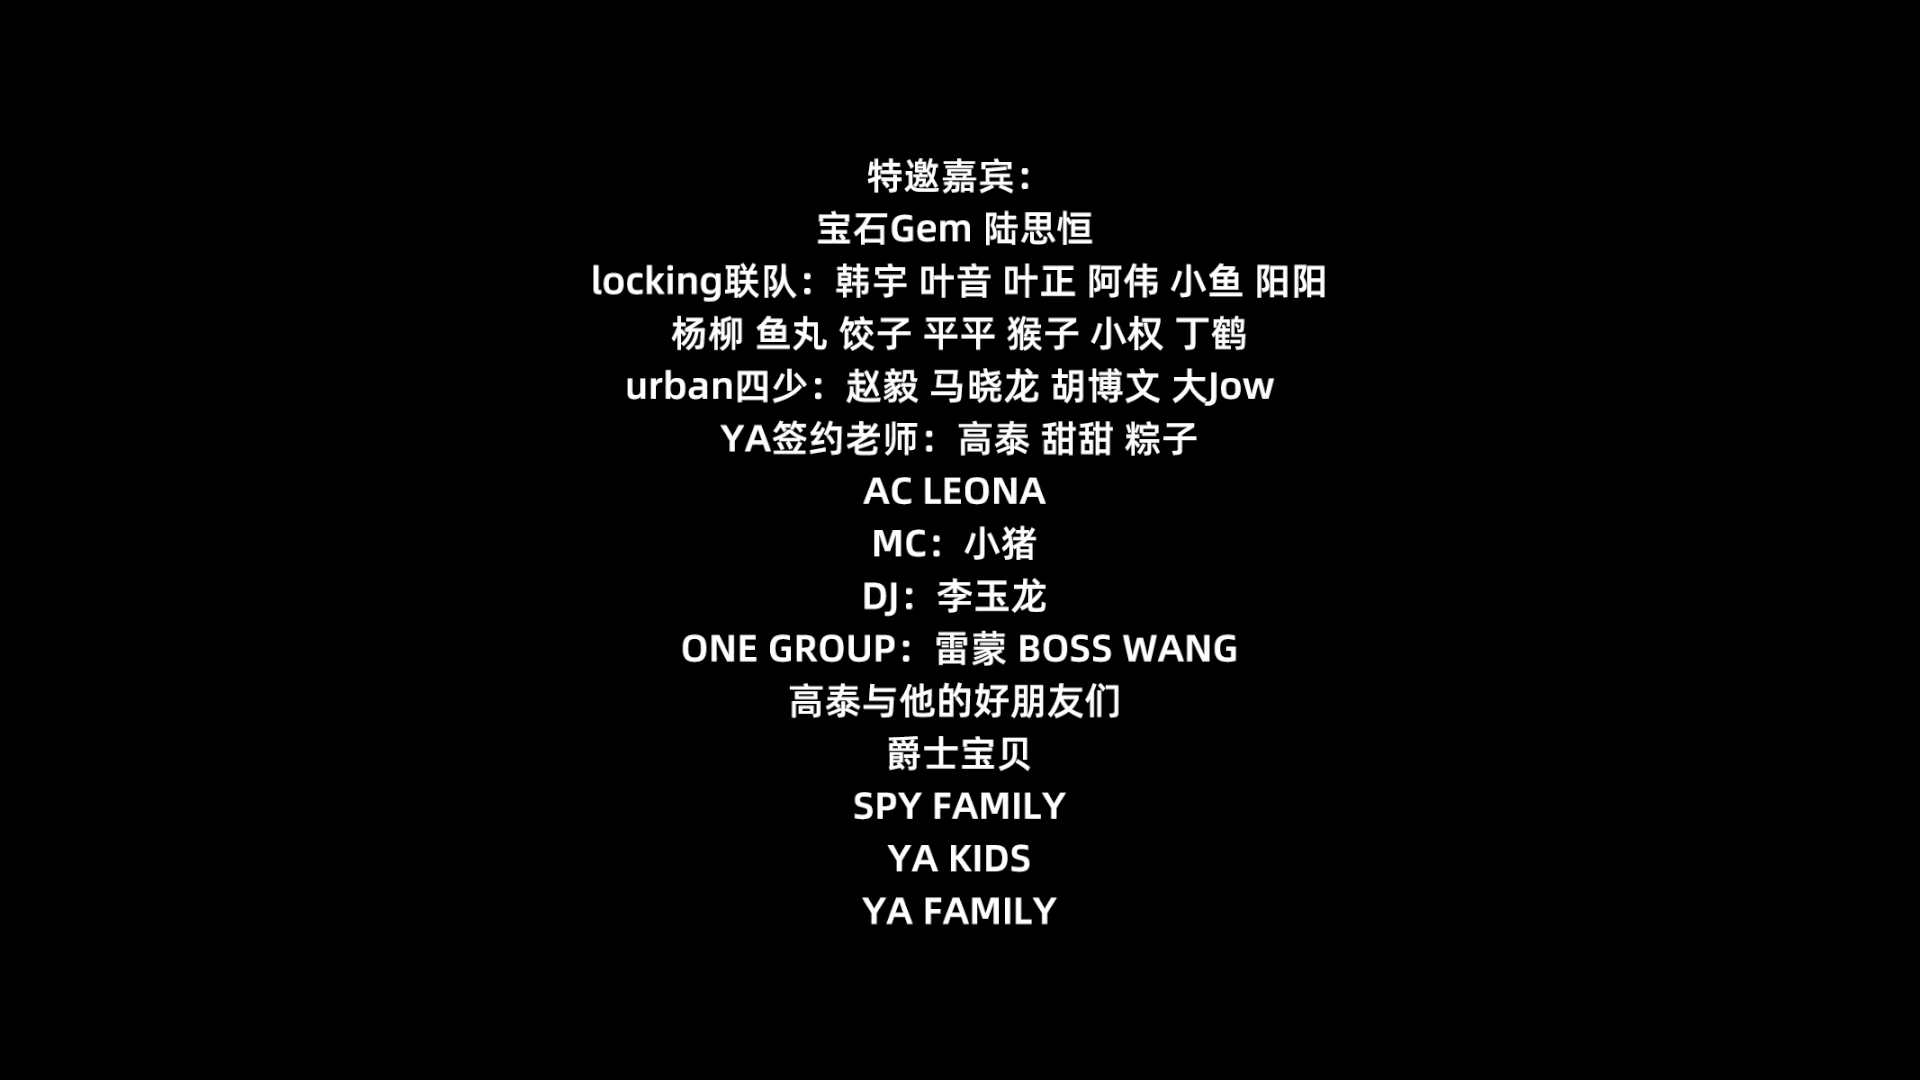 特邀嘉宾：
宝石Gem 陆思恒
locking联队：韩宇 叶音 叶正 阿伟 小鱼 阳阳
杨柳 鱼丸 饺子 平平 猴子 小权 丁鹤
urban四少：赵毅 马晓龙 胡博文 大Jow
YA签约老师：高泰 甜甜 粽子
AC LEONA
MC：小猪
DJ：李玉龙
ONE GROUP：雷蒙 BOSS WANG
高泰与他的好朋友们
爵士宝贝
SPY FAMILY
YA KIDS
YA FAMILY